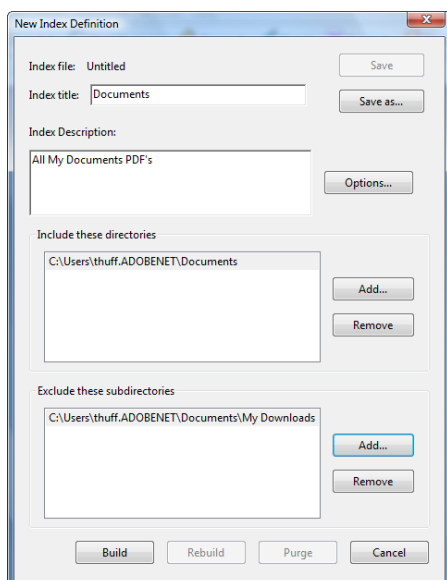 New Index Definition
Index file: Untitled
Save
Index title: Documents
Save as...
Index Description:
All My Documents PDF's
Options...
Include these directories
C:\Users\thuff.ADOBENET\Documents
Add...
Remove
Exclude these subdirectories
C:\Users\thuff.ADOBENET\Documents\My Downloads
Add...
Remove
Build Rebuild Purge Cancel